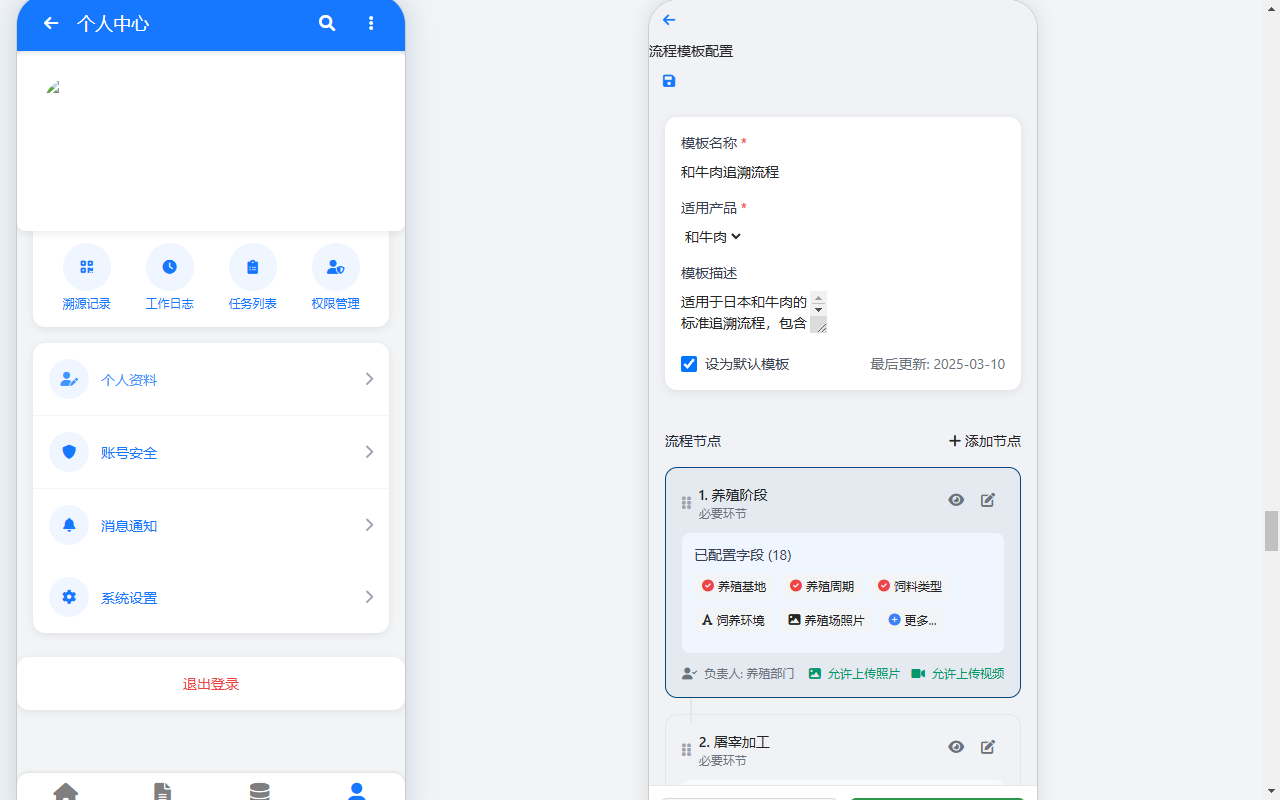 个人中心
溯源记录
工作日志
任务列表
权限管理
个人资料
账号安全
消息通知
系统设置
退出登录
流程模板配置
模板名称 *
和牛肉追溯流程
适用产品 *
和牛肉
模板描述
适用于日本和牛肉的
标准追溯流程，包含
设为默认模板
最后更新: 2025-03-10
流程节点
添加节点
1. 养殖阶段
必要环节
已配置字段 (18)
养殖基地
养殖周期
饲料类型
饲养环境
养殖场照片
更多...
负责人: 养殖部门
允许上传照片
允许上传视频
2. 屠宰加工
必要环节